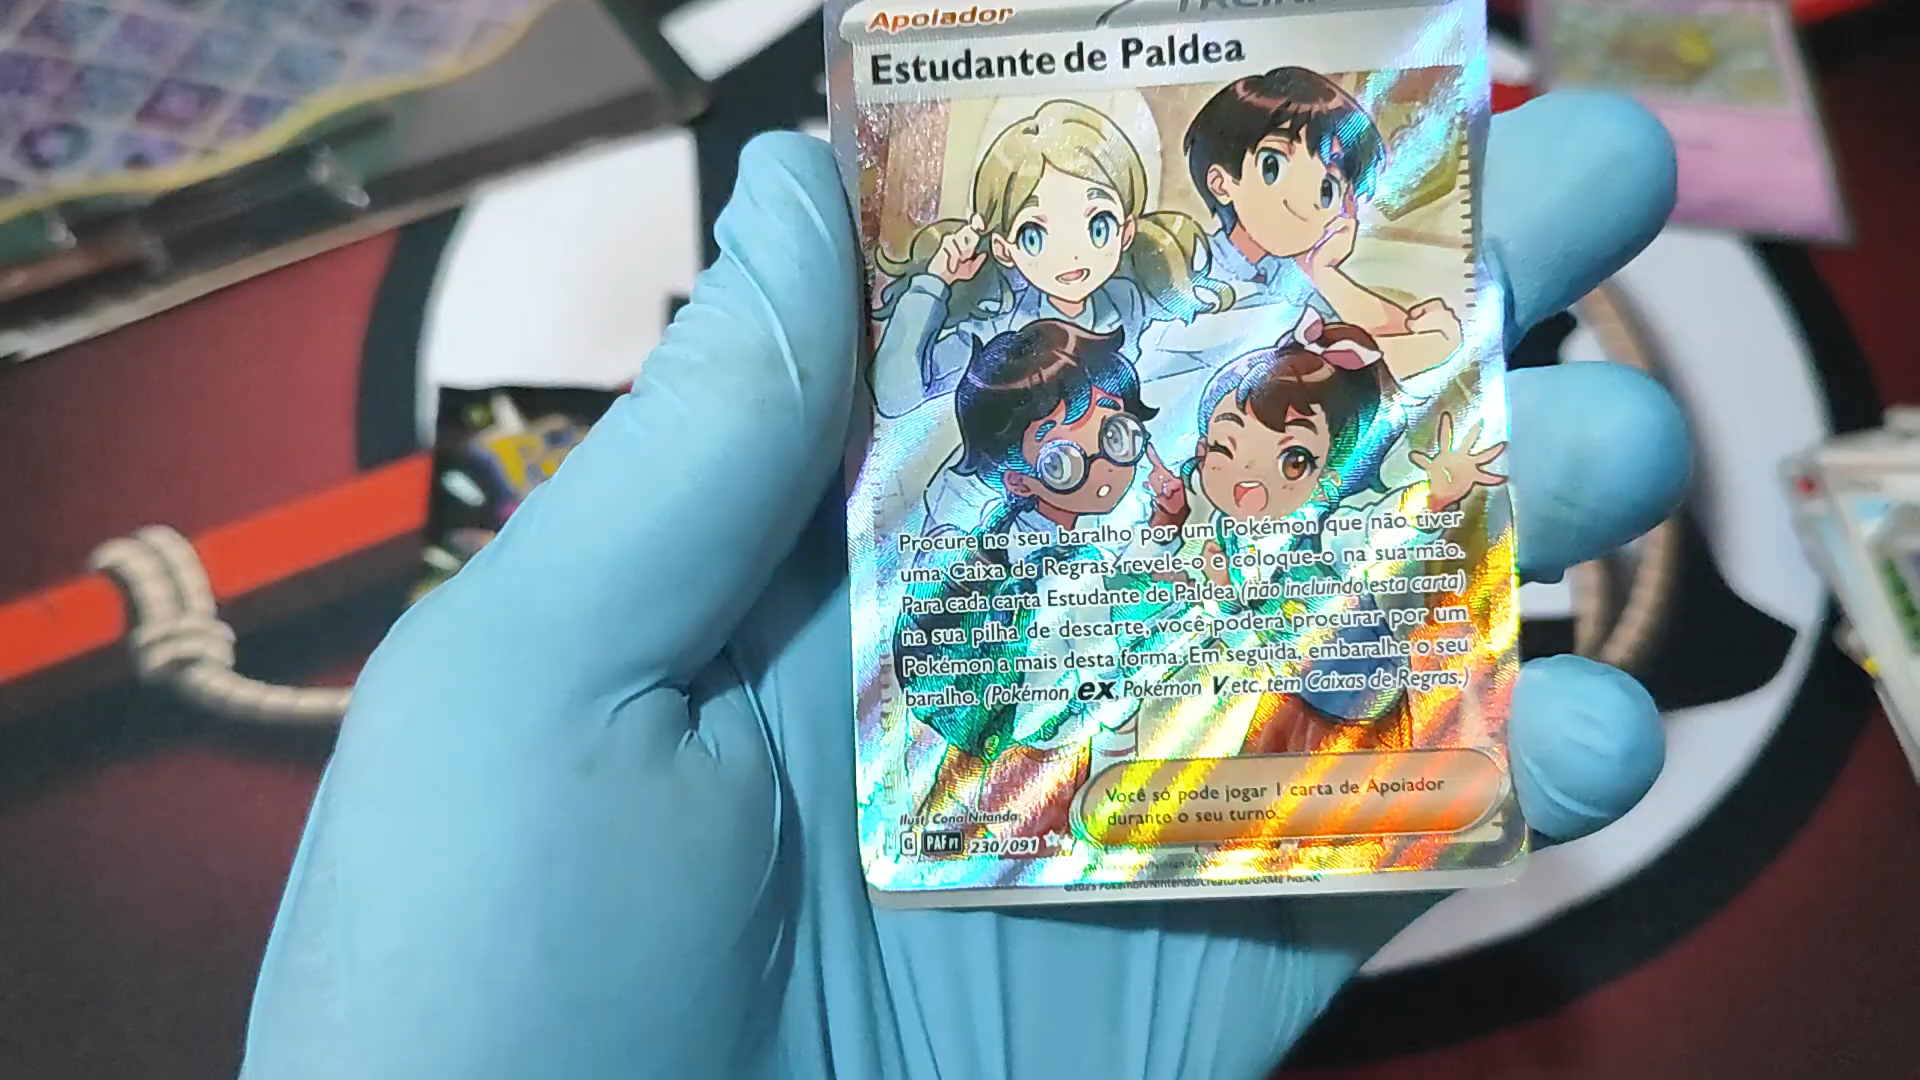 Apoiador
Estudante de Paldea
Procure no seu baralho por um Pokémon que não tiver
uma Caixa de Regras, revele-o e coloque-o na sua mão.
Para cada carta Estudante de Paldea (não incluindo esta carta)
na sua pilha de descarte, você poderá procurar por um
Pokémon a mais desta forma. Em seguida, embaralhe o seu
baralho. (Pokémon ex, Pokémon V, etc. têm Caixas de Regras.)
Você só pode jogar 1 carta de Apoiador
durante o seu turno.
Ilust. Cona Nitanda
G PAF PT 230/091
©2023 Pokémon/Nintendo/Creatures/GAME FREAK